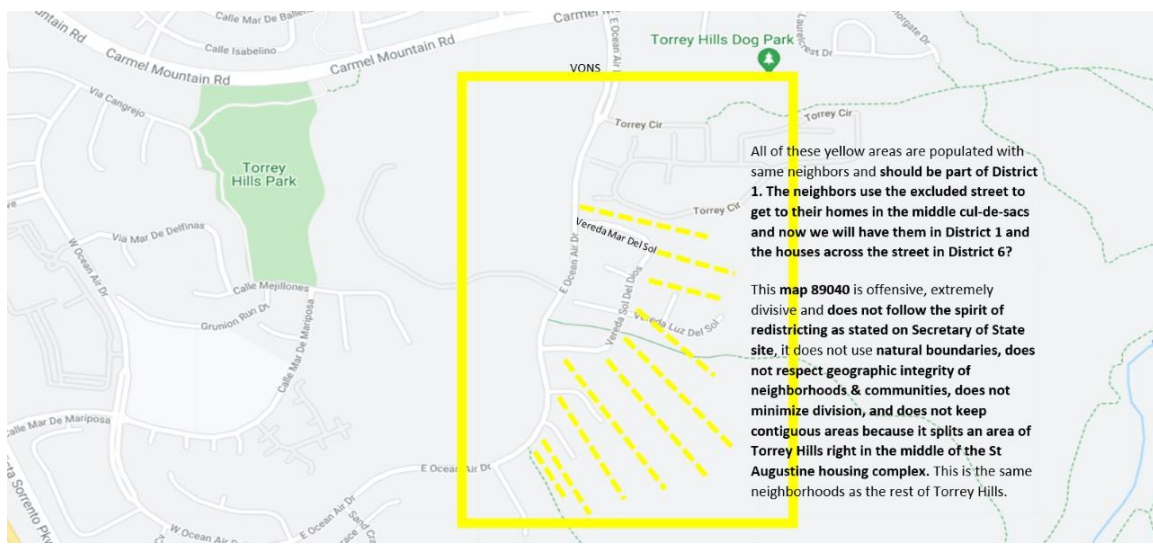 Calle Mar De Ballen
Calle Isabelino
Carmel Mountain Rd
Carmel Mountain Rd
Carmel
E Ocean Air
Laurelcrest Dr
Torrey Hills Dog Park
VONS
Via Cangrejo
Torrey Cir
Torrey Cir
Torrey
Hills Park
Torrey Cir
Via Mar De Delfinas
W Ocean Air Dr
Vereda Mar Del Sol
E Ocean Air Dr
Calle Mejillones
Grunion Run Dr
Calle Mar De Mariposa
Vereda Sol Del Dios
Vereda Luz Del Sol
Calle Mar De Mariposa
E Ocean Air Dr
E Ocean Air Dr
W Ocean Air Dr
Sorrento Pkwy
All of these yellow areas are populated with
same neighbors and should be part of District
1. The neighbors use the excluded street to
get to their homes in the middle cul-de-sacs
and now we will have them in District 1 and
the houses across the street in District 6?
This map 89040 is offensive, extremely
divisive and does not follow the spirit of
redistricting as stated on Secretary of State
site, it does not use natural boundaries, does
not respect geographic integrity of
neighborhoods & communities, does not
minimize division, and does not keep
contiguous areas because it splits an area of
Torrey Hills right in the middle of the St
Augustine housing complex. This is the same
neighborhoods as the rest of Torrey Hills.